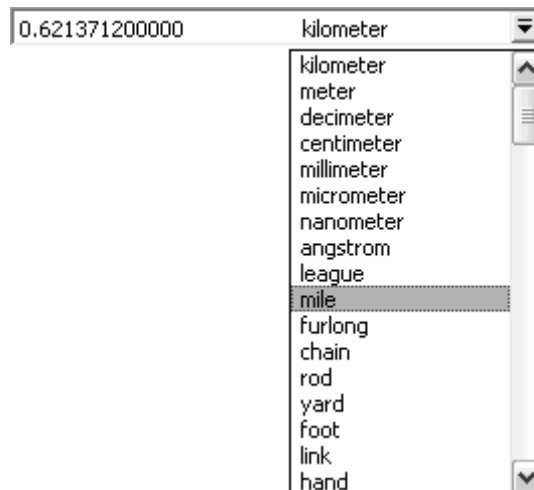 0.621371200000 kilometer
kilometer
meter
decimeter
centimeter
millimeter
micrometer
nanometer
angstrom
league
mile
furlong
chain
rod
yard
foot
link
hand